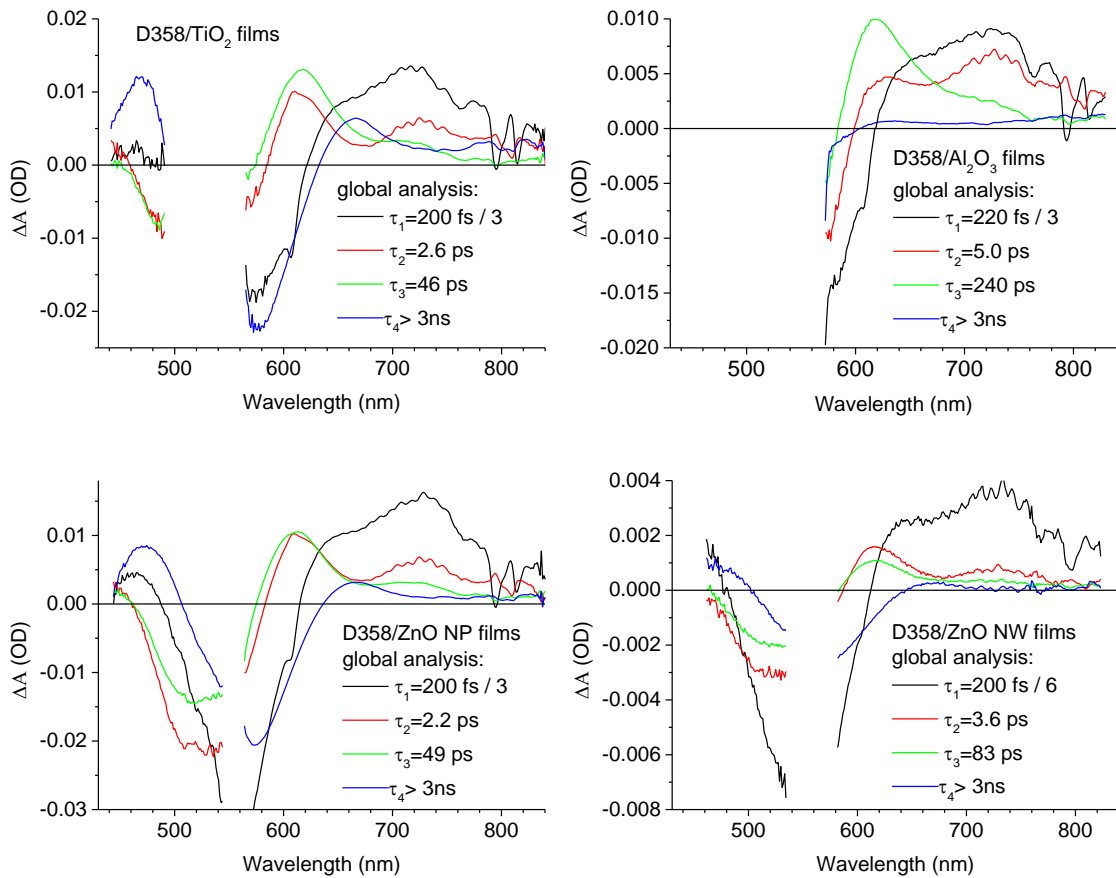 D358/TiO₂ films
0.02
0.01
0.00
-0.01
-0.02
ΔA (OD)
global analysis:
τ₁=200 fs / 3
τ₂=2.6 ps
τ₃=46 ps
τ₄> 3ns
500 600 700 800
Wavelength (nm)
0.010
0.005
0.000
-0.005
-0.010
-0.015
-0.020
ΔA (OD)
D358/Al₂O₃ films
global analysis:
τ₁=220 fs / 3
τ₂=5.0 ps
τ₃=240 ps
τ₄> 3ns
500 600 700 800
Wavelength (nm)
0.01
0.00
-0.01
-0.02
-0.03
ΔA (OD)
D358/ZnO NP films
global analysis:
τ₁=200 fs / 3
τ₂=2.2 ps
τ₃=49 ps
τ₄> 3ns
500 600 700 800
Wavelength (nm)
0.004
0.002
0.000
-0.002
-0.004
-0.006
-0.008
ΔA (OD)
D358/ZnO NW films
global analysis:
τ₁=200 fs / 6
τ₂=3.6 ps
τ₃=83 ps
τ₄> 3ns
500 600 700 800
Wavelength (nm)